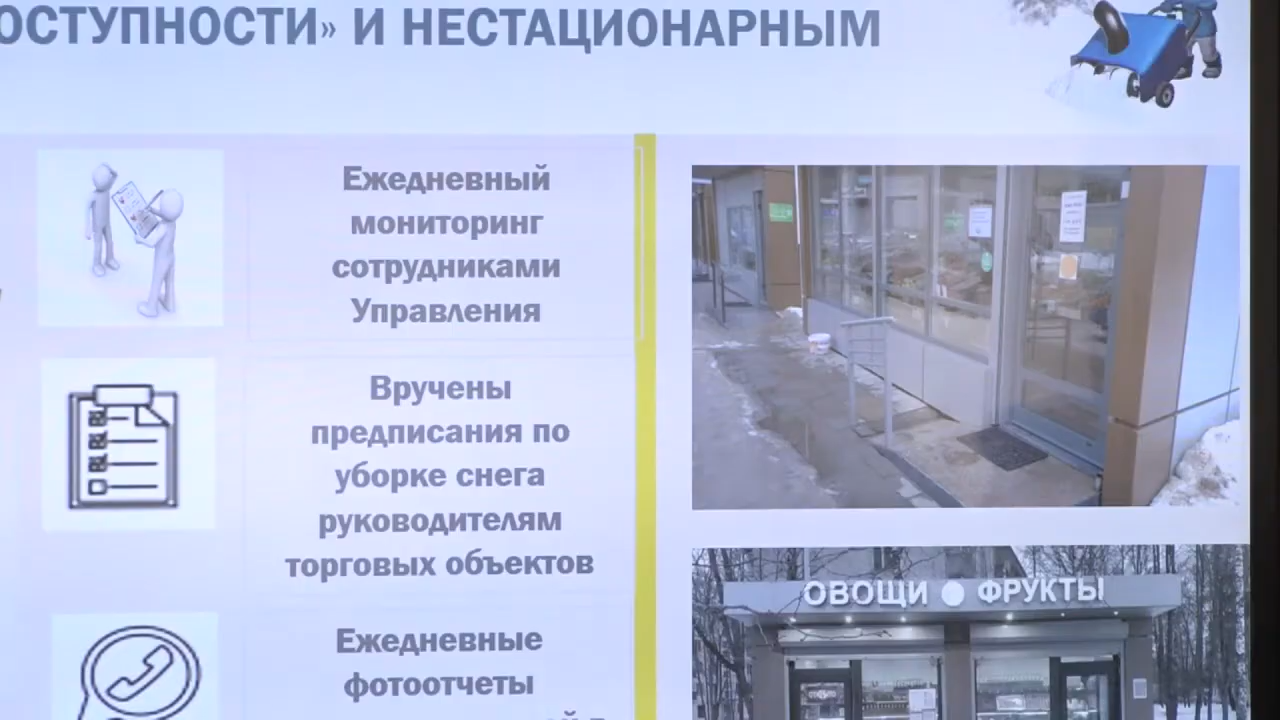 ОСТУПНОСТИ» И НЕСТАЦИОНАРНЫМ
Ежедневный
мониторинг
сотрудниками
Управления
Вручены
предписания по
уборке снега
руководителям
торговых объектов
Ежедневные
фотоотчеты
ОВОЩИ ФРУКТЫ